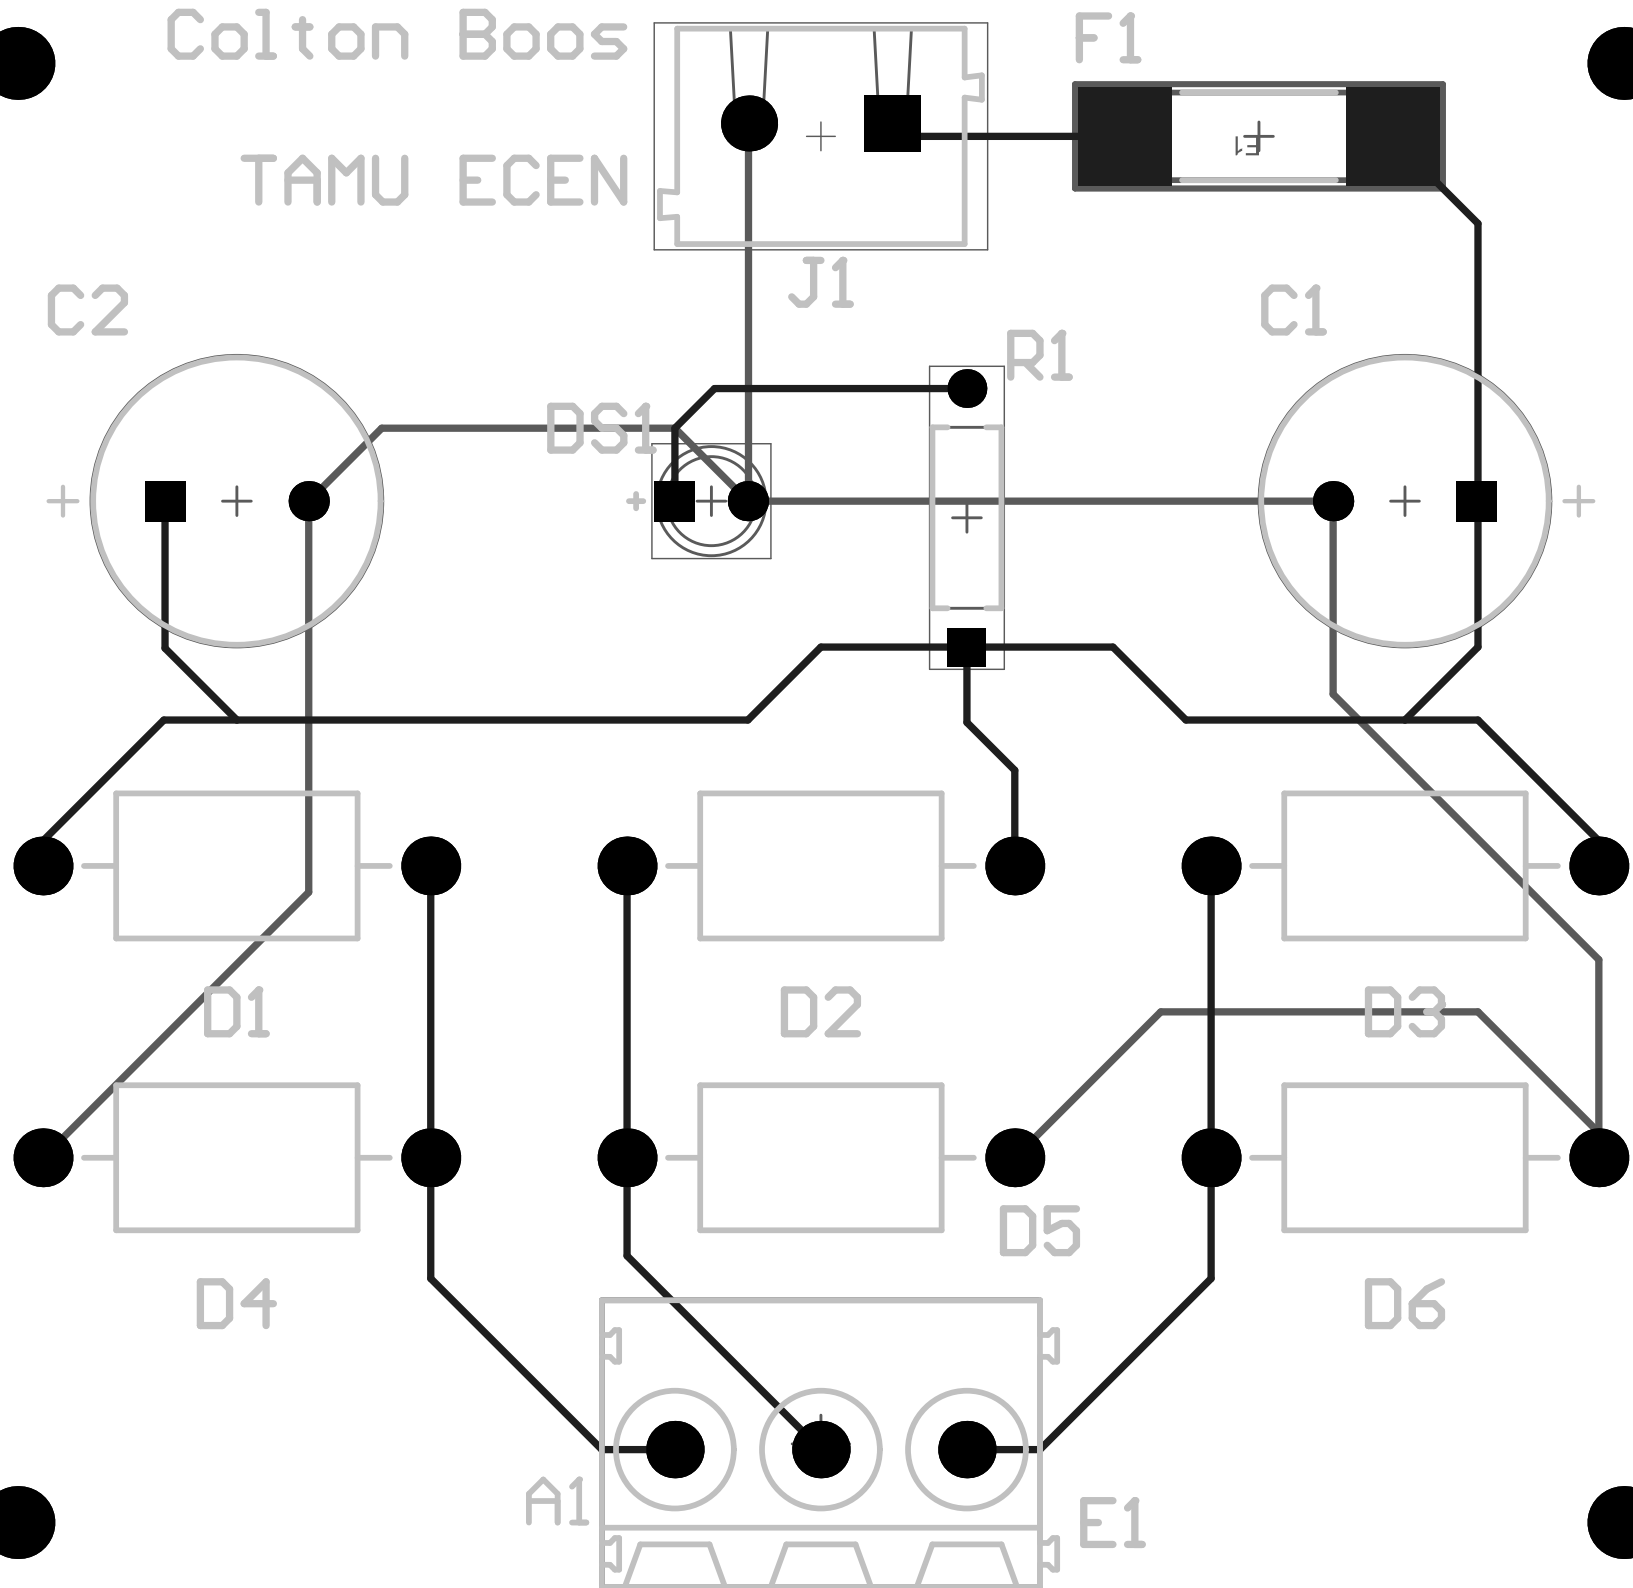 Colton Boos
F1
TAMU ECEN
J1
C2
C1
R1
DS1
D1
D2
D3
D5
D4
D6
A1
E1